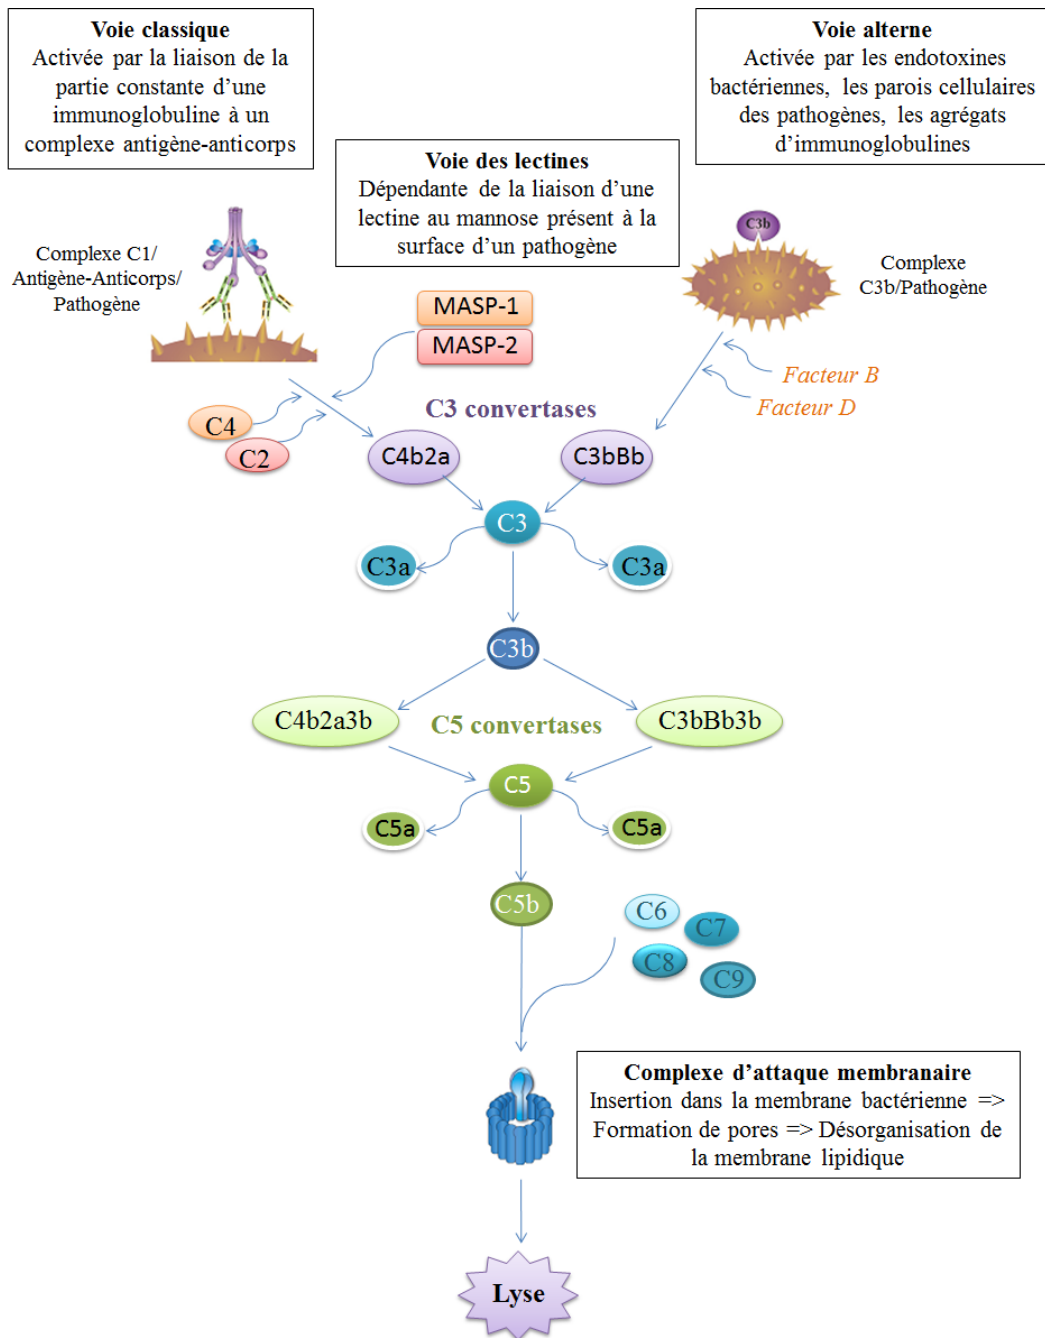 Voie classique
Activée par la liaison de la
partie constante d’une
immunoglobuline à un
complexe antigène-anticorps
Voie alterne
Activée par les endotoxines
bactériennes, les parois cellulaires
des pathogènes, les agrégats
d’immunoglobulines
Voie des lectines
Dépendante de la liaison d’une
lectine au mannose présent à la
surface d’un pathogène
Complexe C1/
Antigène-Anticorps/
Pathogène
C3b
Complexe
C3b/Pathogène
MASP-1
MASP-2
Facteur B
Facteur D
C4
C2
C3 convertases
C4b2a
C3bBb
C3
C3a
C3a
C3b
C4b2a3b
C5 convertases
C3bBb3b
C5
C5a
C5a
C5b
C6
C7
C8
C9
Complexe d’attaque membranaire
Insertion dans la membrane bactérienne =>
Formation de pores => Désorganisation de
la membrane lipidique
Lyse